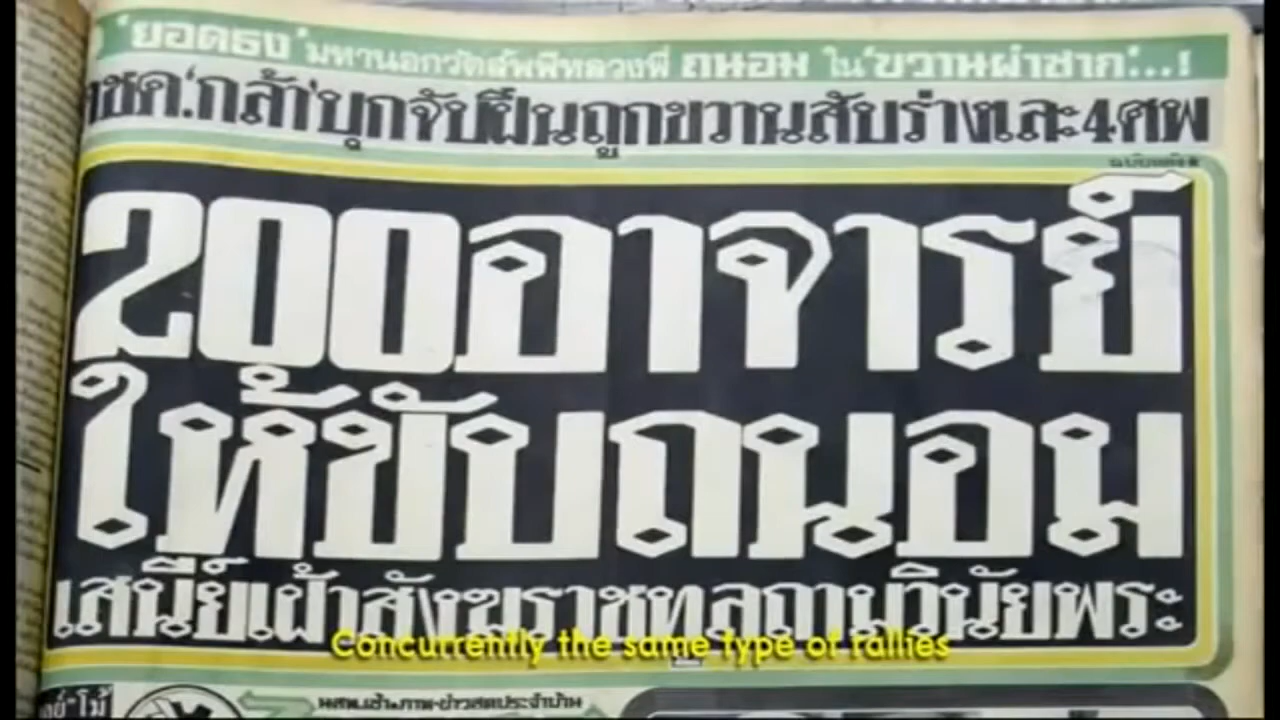 'ยอดธง' มหานอกวัดสัพพีหลวงพี่ ถนอม ใน 'ขวานผ่าซาก'...!
ตชด.'กล้า'บุกจับฝิ่นถูกขวานสับร่างเละ4ศพ
200อาจารย์
ให้ขับถนอม
เสนีย์เฝ้าสังฆราชทูลถามวินัยพระ
Concurrently the same type of rallies